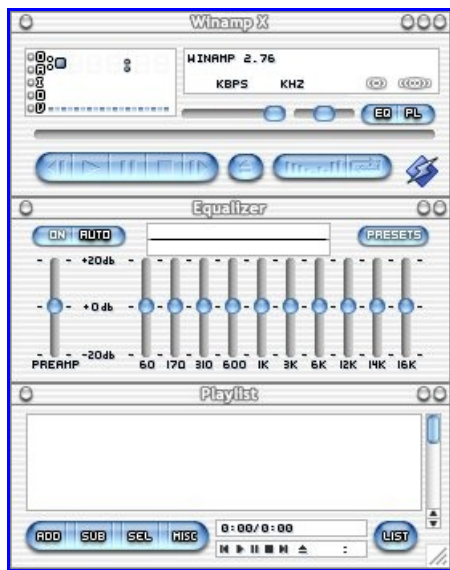 Winamp X
O
A
I
D
V
WINAMP 2.76
KBPS KHZ
EQ PL
Equalizer
ON AUTO
PRESETS
+20db
+0db
-20db
PREAMP 60 170 310 600 1K 3K 6K 12K 14K 16K
Playlist
ADD SUB SEL MISC
0:00/0:00
:
LIST